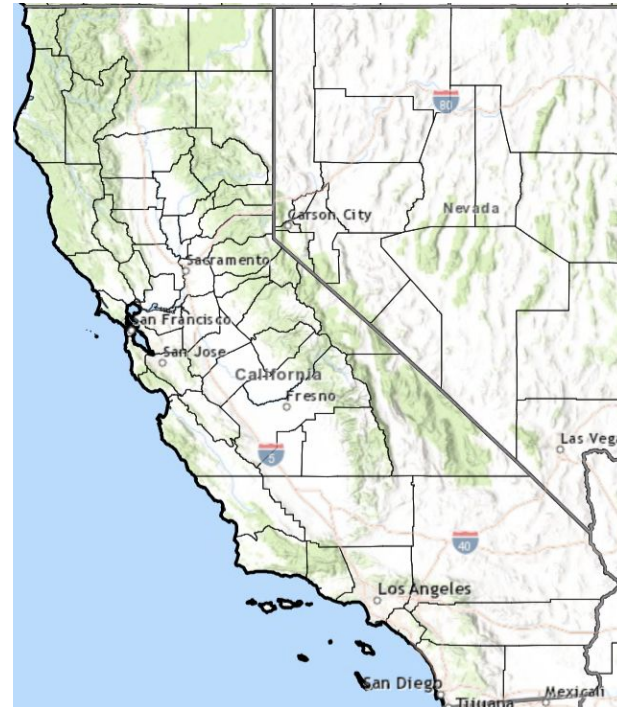 80
Nevada
Carson City
Sacramento
San Francisco
San Jose
California
Fresno
Las Vega
5
40
Los Angeles
San Diego
Tijuana
Mexicali